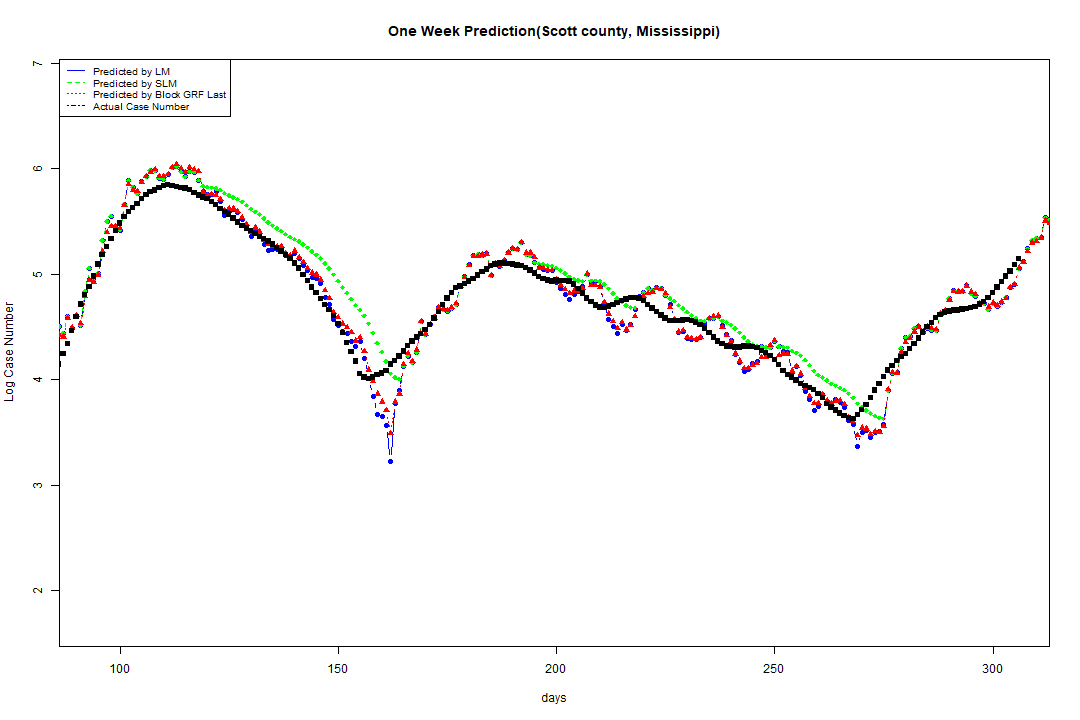 One Week Prediction(Scott county, Mississippi)
7
Predicted by LM
Predicted by SLM
Predicted by Block GRF Last
Actual Case Number
6
5
4
3
2
Log Case Number
100 150 200 250 300
days